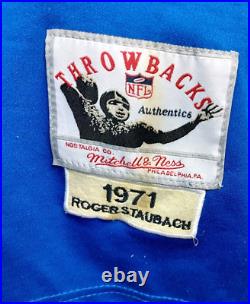 THROWBACKS
NFL
Authentics
NOSTALGIA CO.
Mitchell & Ness
PHILADELPHIA, PA.
1971
ROGER STAUBACH